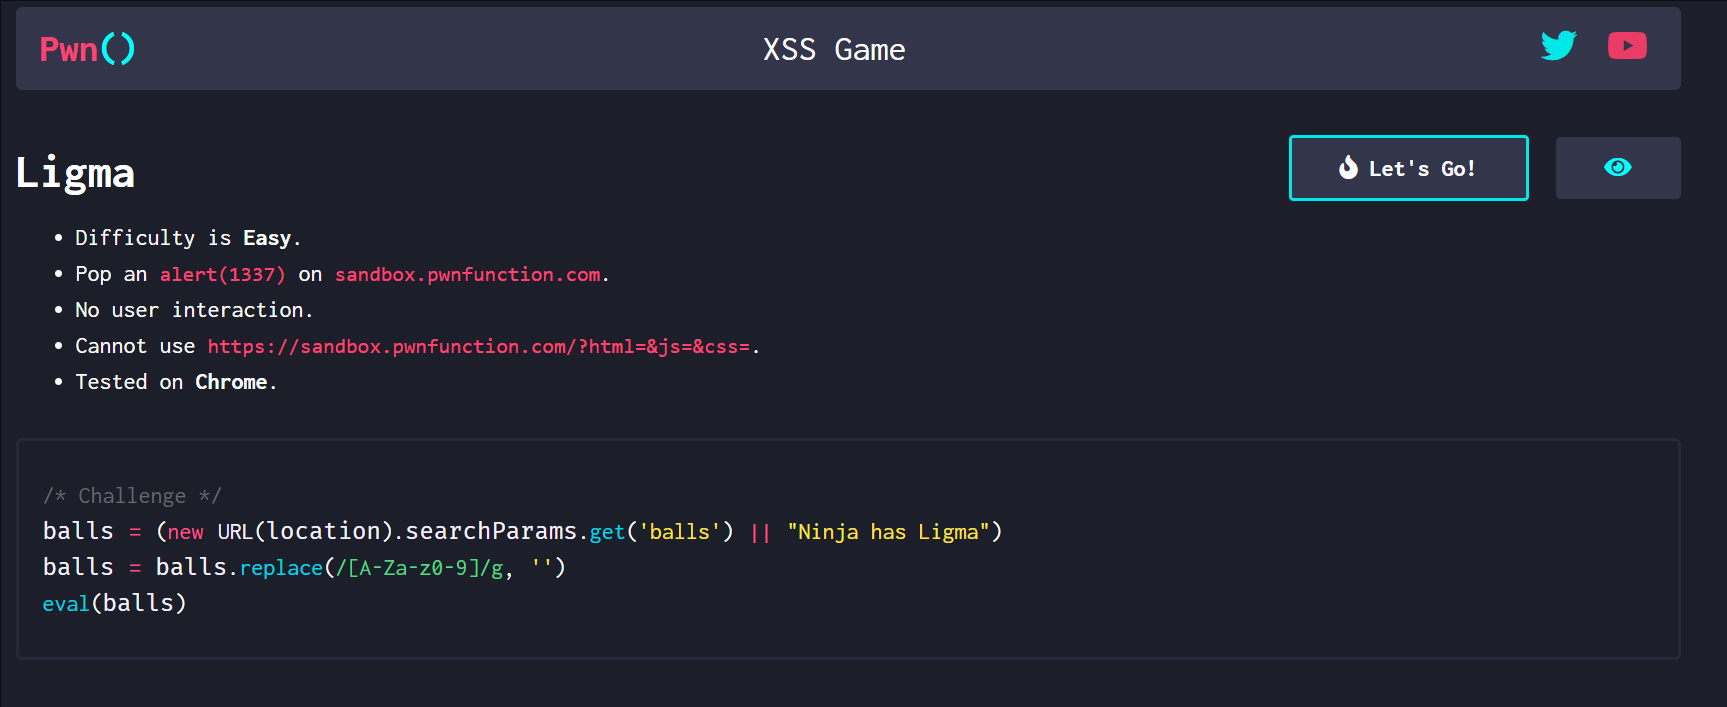 Pwn()
XSS Game
Ligma
Let's Go!
• Difficulty is Easy.
• Pop an alert(1337) on sandbox.pwnfunction.com.
• No user interaction.
• Cannot use https://sandbox.pwnfunction.com/?html=&js=&css=.
• Tested on Chrome.
/* Challenge */
balls = (new URL(location).searchParams.get('balls') || "Ninja has Ligma")
balls = balls.replace(/[A-Za-z0-9]/g, '')
eval(balls)